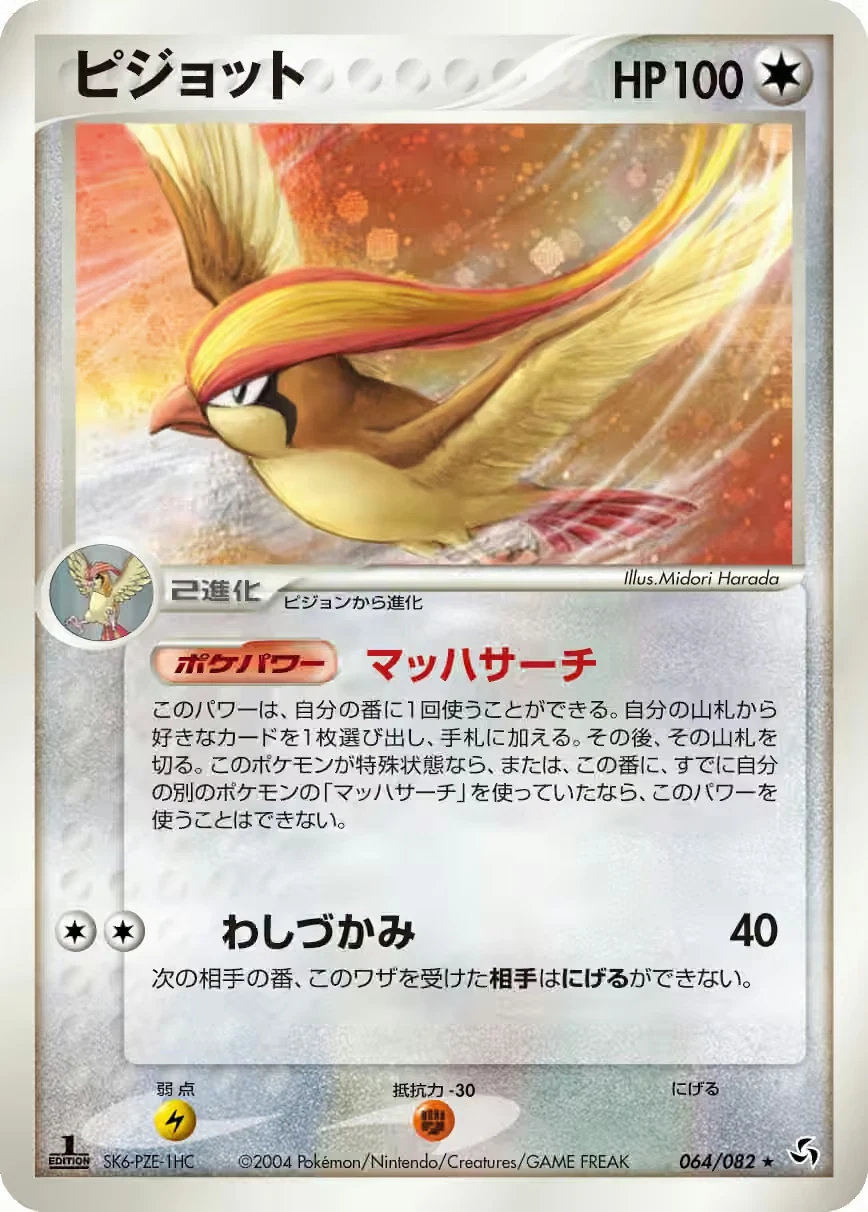 ピジョット
HP100
Illus.Midori Harada
2進化
ピジョンから進化
ポケパワー マッハサーチ
このパワーは、自分の番に1回使うことができる。自分の山札から
好きなカードを1枚選び出し、手札に加える。その後、その山札を
切る。このポケモンが特殊状態なら、または、この番に、すでに自分
の別のポケモンの「マッハサーチ」を使っていたなら、このパワーを
使うことはできない。
わしづかみ 40
次の相手の番、このワザを受けた相手はにげるができない。
弱点 抵抗力 -30 にげる
1 EDITION SK6-PZE-1HC ©2004 Pokémon/Nintendo/Creatures/GAME FREAK 064/082 ★